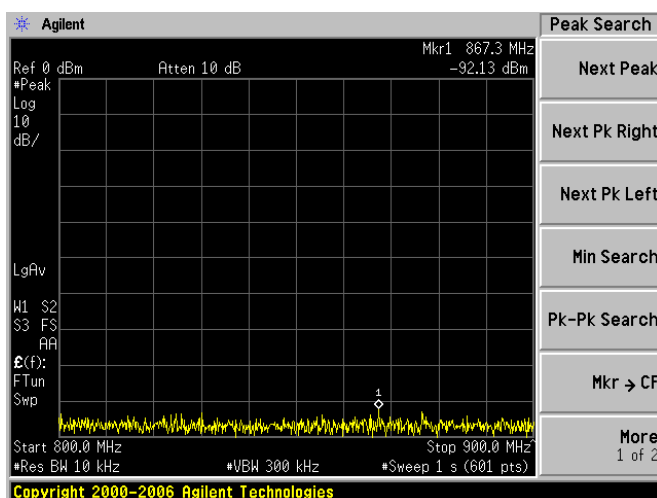 Agilent
Peak Search
Mkr1 867.3 MHz
Ref 0 dBm Atten 10 dB -92.13 dBm
#Peak
Log
10
dB/
LgAv
W1 S2
S3 FS
AA
£(f):
FTun
Swp
1
Start 800.0 MHz Stop 900.0 MHz^
#Res BW 10 kHz #VBW 300 kHz #Sweep 1 s (601 pts)
Copyright 2000-2006 Agilent Technologies
Next Peak
Next Pk Right
Next Pk Left
Min Search
Pk-Pk Search
Mkr → CF
More
1 of 2